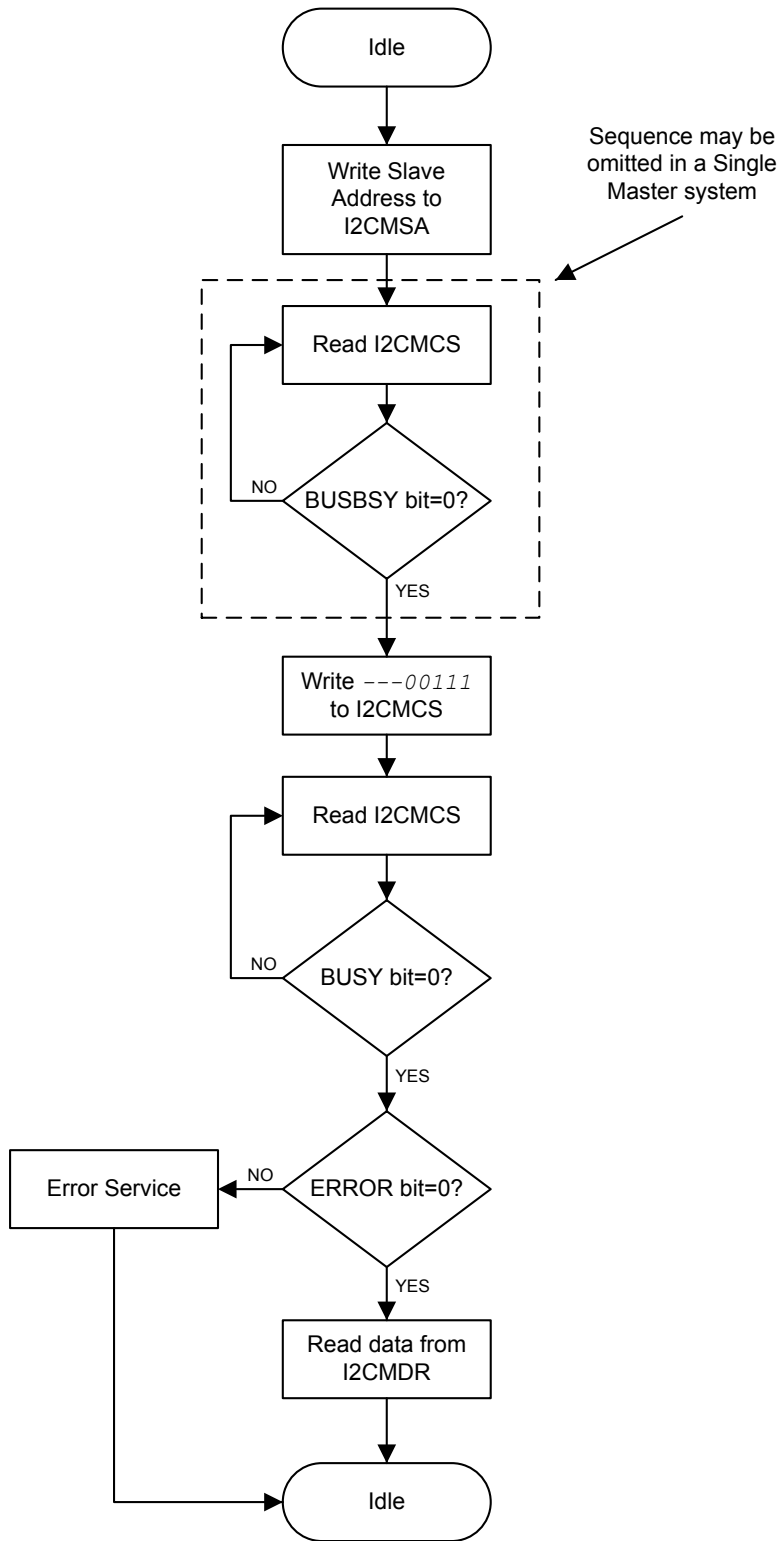 Idle
Write Slave
Address to
I2CMSA
Sequence may be
omitted in a Single
Master system
Read I2CMCS
BUSBSY bit=0?
NO
YES
Write ---00111
to I2CMCS
Read I2CMCS
BUSY bit=0?
NO
YES
Error Service
NO
ERROR bit=0?
YES
Read data from
I2CMDR
Idle